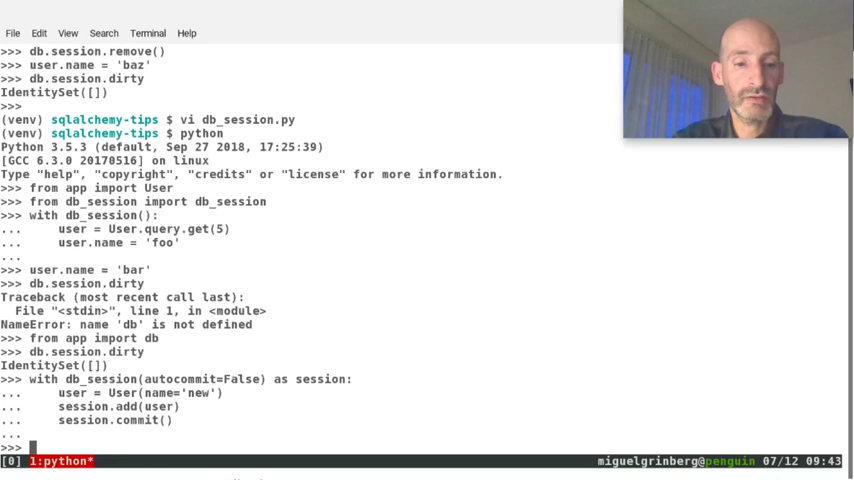 File Edit View Search Terminal Help
>>> db.session.remove()
>>> user.name = 'baz'
>>> db.session.dirty
IdentitySet([])
>>>
(venv) sqlalchemy-tips $ vi db_session.py
(venv) sqlalchemy-tips $ python
Python 3.5.3 (default, Sep 27 2018, 17:25:39)
[GCC 6.3.0 20170516] on linux
Type "help", "copyright", "credits" or "license" for more information.
>>> from app import User
>>> from db_session import db_session
>>> with db_session():
...     user = User.query.get(5)
...     user.name = 'foo'
...
>>> user.name = 'bar'
>>> db.session.dirty
Traceback (most recent call last):
  File "<stdin>", line 1, in <module>
NameError: name 'db' is not defined
>>> from app import db
>>> db.session.dirty
IdentitySet([])
>>> with db_session(autocommit=False) as session:
...     user = User(name='new')
...     session.add(user)
...     session.commit()
...
>>>
[0] 1:python* miguelgrinberg@penguin 07/12 09:43